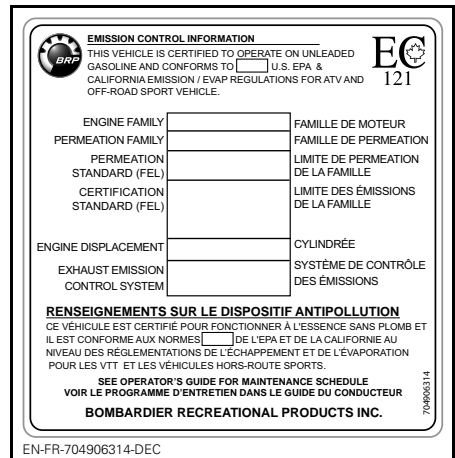 BRP
EMISSION CONTROL INFORMATION
THIS VEHICLE IS CERTIFIED TO OPERATE ON UNLEADED
GASOLINE AND CONFORMS TO U.S. EPA &
CALIFORNIA EMISSION / EVAP REGULATIONS FOR ATV AND
OFF-ROAD SPORT VEHICLE.
EC
121
ENGINE FAMILY FAMILLE DE MOTEUR
PERMEATION FAMILY FAMILLE DE PERMEATION
PERMEATION LIMITE DE PERMEATION
STANDARD (FEL) DE LA FAMILLE
CERTIFICATION LIMITE DES ÉMISSIONS
STANDARD (FEL) DE LA FAMILLE
ENGINE DISPLACEMENT CYLINDRÉE
EXHAUST EMISSION SYSTÈME DE CONTRÔLE
CONTROL SYSTEM DES ÉMISSIONS
RENSEIGNEMENTS SUR LE DISPOSITIF ANTIPOLLUTION
CE VÉHICULE EST CERTIFIÉ POUR FONCTIONNER À L'ESSENCE SANS PLOMB ET
IL EST CONFORME AUX NORMES DE L'EPA ET DE LA CALIFORNIE AU
NIVEAU DES RÉGLEMENTATIONS DE L'ÉCHAPPEMENT ET DE L'ÉVAPORATION
POUR LES VTT ET LES VÉHICULES HORS-ROUTE SPORTS.
SEE OPERATOR'S GUIDE FOR MAINTENANCE SCHEDULE
VOIR LE PROGRAMME D'ENTRETIEN DANS LE GUIDE DU CONDUCTEUR
BOMBARDIER RECREATIONAL PRODUCTS INC.
704906314
EN-FR-704906314-DEC